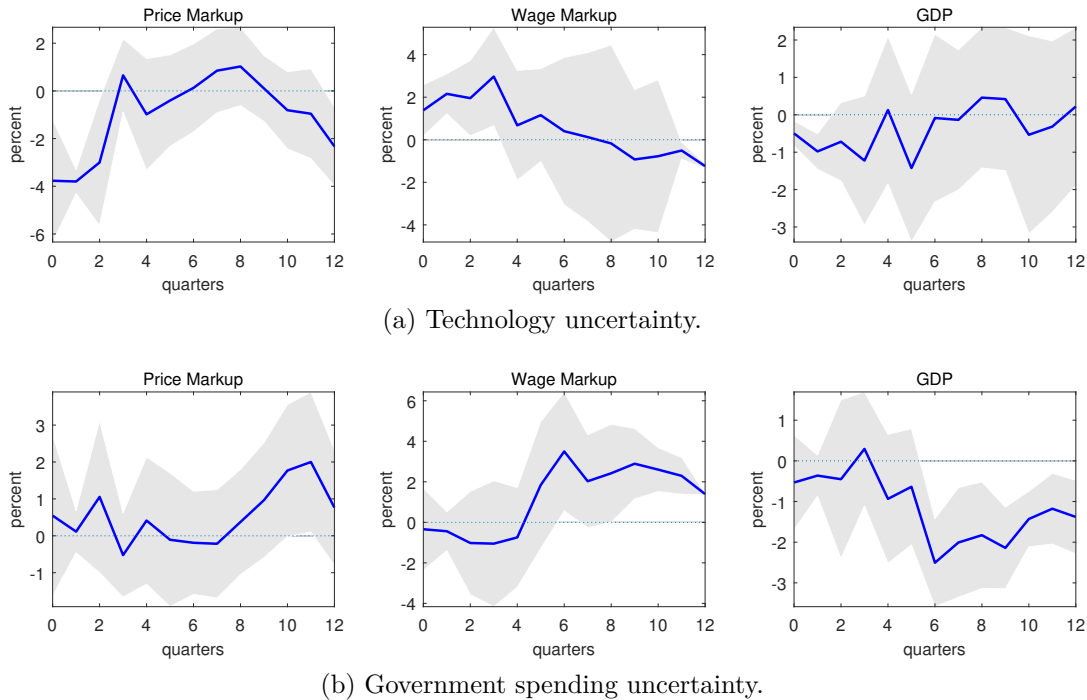 Price Markup
Wage Markup
GDP
percent
2
0
-2
-4
-6
0 2 4 6 8 10 12
quarters
percent
4
2
0
-2
-4
0 2 4 6 8 10 12
quarters
percent
2
1
0
-1
-2
-3
0 2 4 6 8 10 12
quarters
(a) Technology uncertainty.
Price Markup
Wage Markup
GDP
percent
3
2
1
0
-1
0 2 4 6 8 10 12
quarters
percent
6
4
2
0
-2
-4
0 2 4 6 8 10 12
quarters
percent
1
0
-1
-2
-3
0 2 4 6 8 10 12
quarters
(b) Government spending uncertainty.